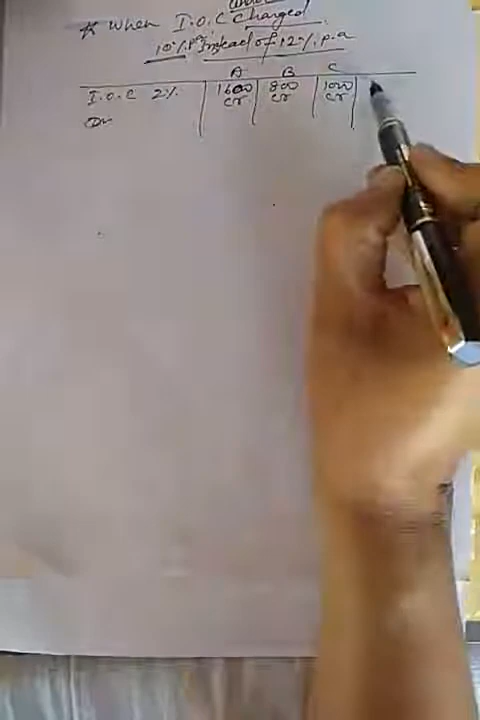 * When I.O.C Charged
10% p.a Instead of 12% p.a
A B C
I.O.C 2% 1600 800 1000
cr cr cr